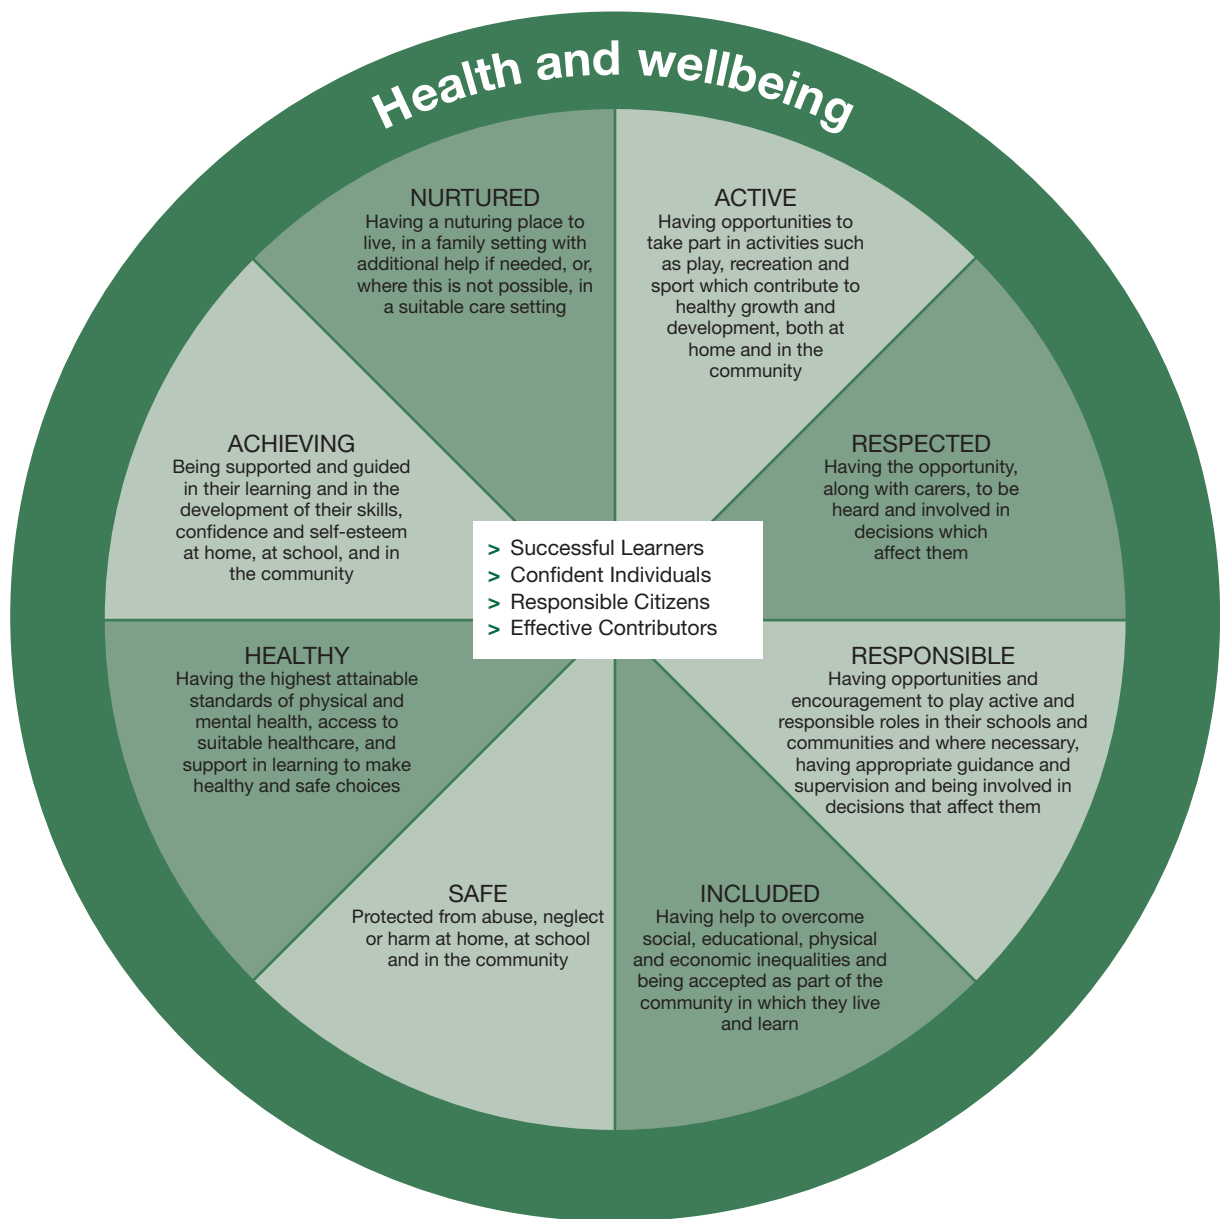 Health and wellbeing
NURTURED
Having a nuturing place to
live, in a family setting with
additional help if needed, or,
where this is not possible, in
a suitable care setting
ACTIVE
Having opportunities to
take part in activities such
as play, recreation and
sport which contribute to
healthy growth and
development, both at
home and in the
community
ACHIEVING
Being supported and guided
in their learning and in the
development of their skills,
confidence and self-esteem
at home, at school, and in
the community
RESPECTED
Having the opportunity,
along with carers, to be
heard and involved in
decisions which
affect them
> Successful Learners
> Confident Individuals
> Responsible Citizens
> Effective Contributors
HEALTHY
Having the highest attainable
standards of physical and
mental health, access to
suitable healthcare, and
support in learning to make
healthy and safe choices
RESPONSIBLE
Having opportunities and
encouragement to play active and
responsible roles in their schools and
communities and where necessary,
having appropriate guidance and
supervision and being involved in
decisions that affect them
SAFE
Protected from abuse, neglect
or harm at home, at school
and in the community
INCLUDED
Having help to overcome
social, educational, physical
and economic inequalities and
being accepted as part of the
community in which they live
and learn